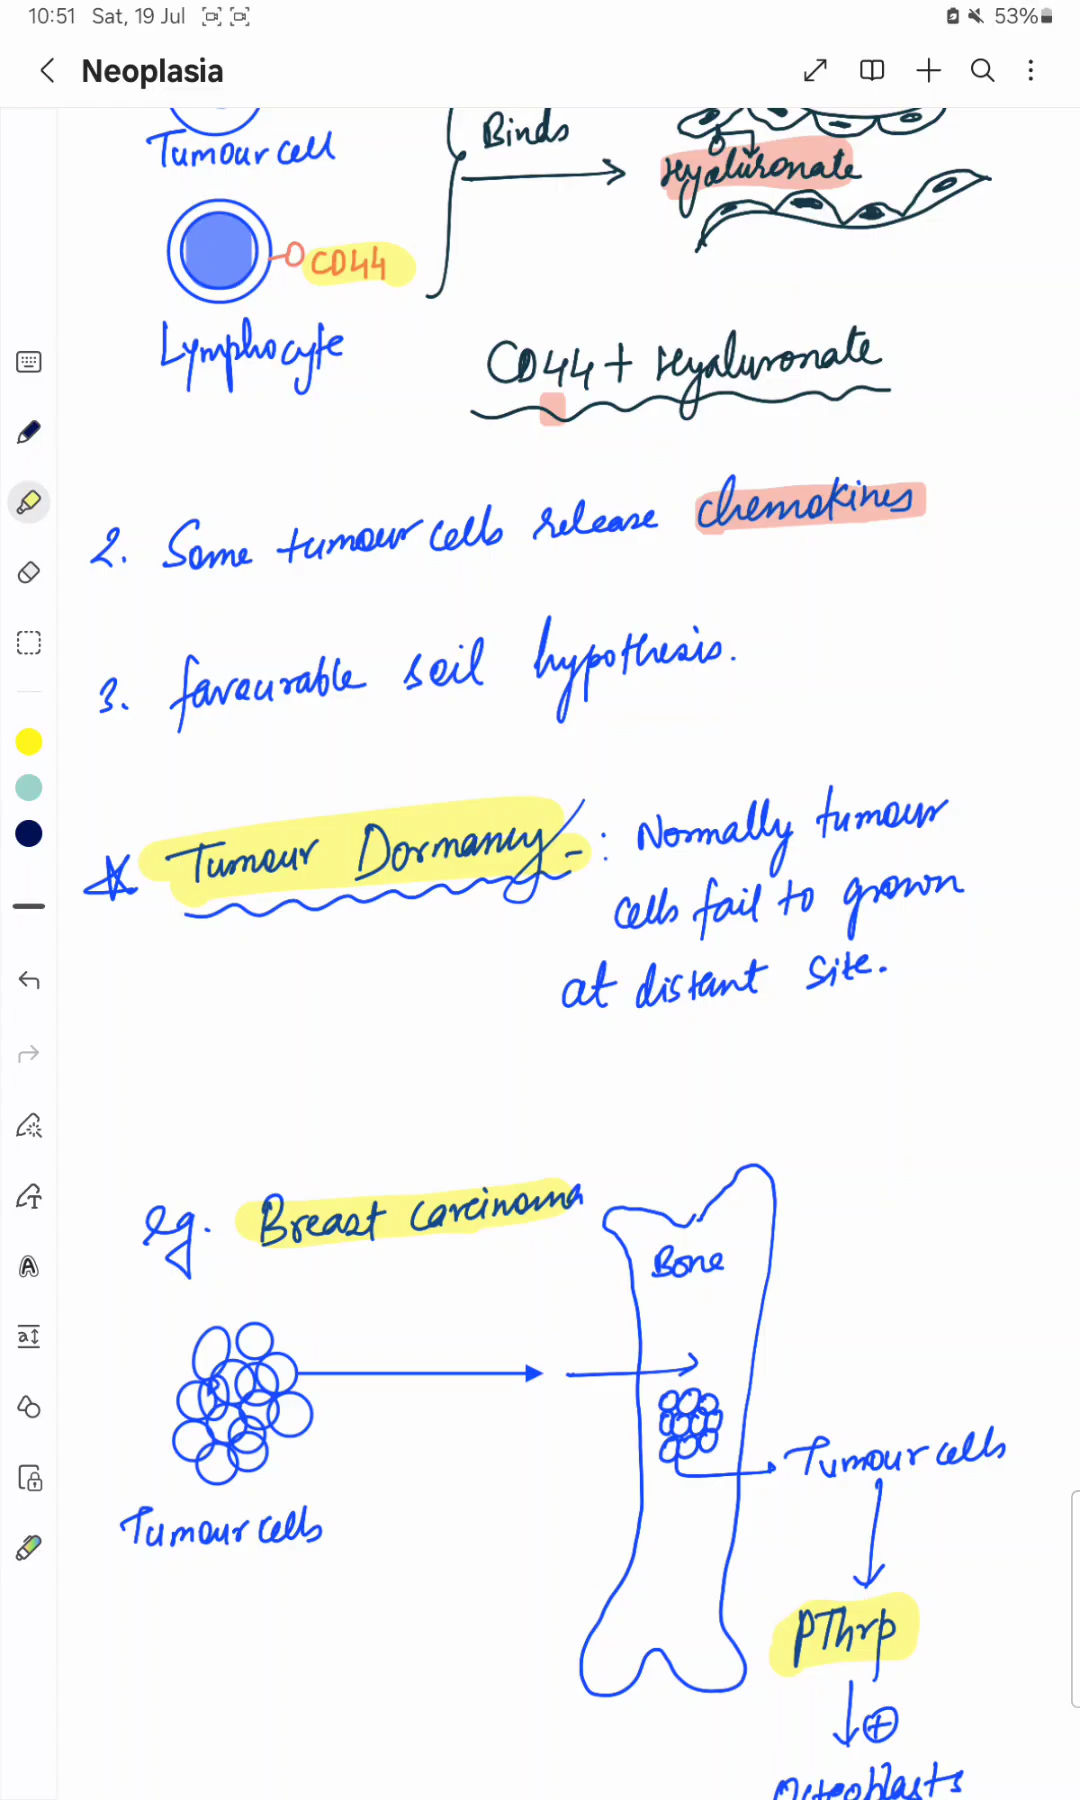 10:51 Sat, 19 Jul 53%
Neoplasia
Tumour cell
Binds
Hyaluronate
CD44
Lymphocyte
CD44 + Hyaluronate
2. Some tumour cells release chemokines
3. favourable soil hypothesis.
Tumour Dormancy - : Normally tumour
cells fail to grown
at distant site.
eg. Breast carcinoma
Bone
Tumour cells
Tumour cells
PThrp
+
Osteoblasts